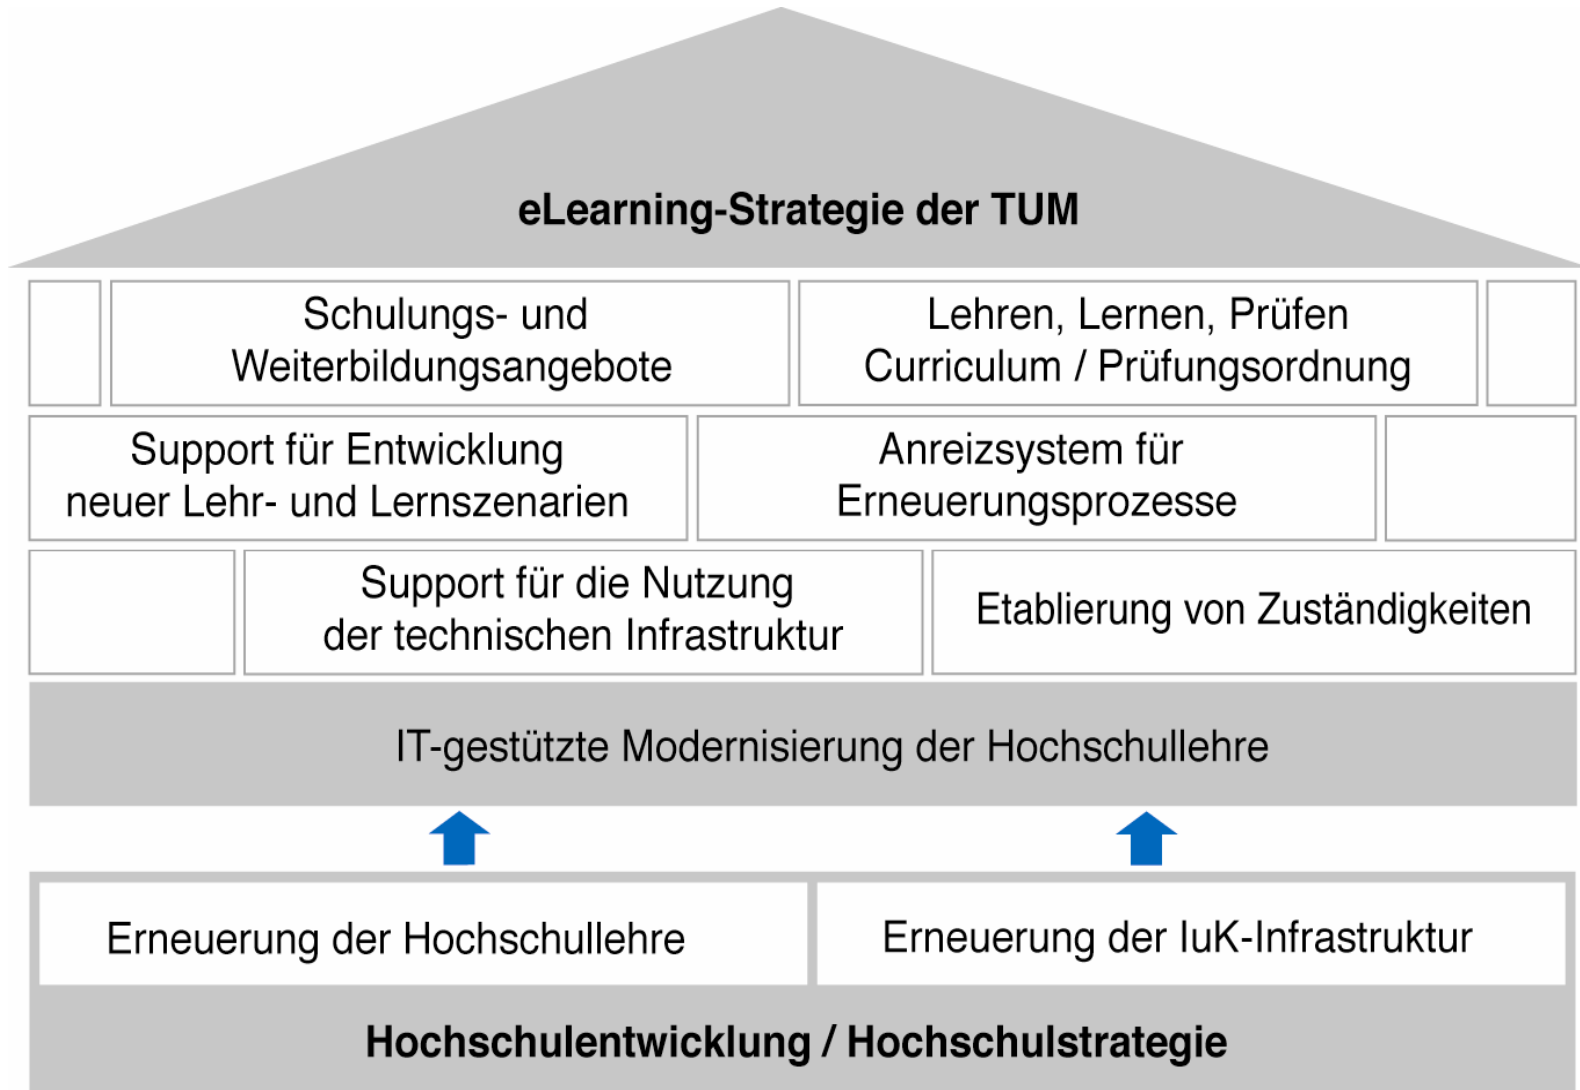 eLearning-Strategie der TUM
Schulungs- und
Weiterbildungsangebote
Lehren, Lernen, Prüfen
Curriculum / Prüfungsordnung
Support für Entwicklung
neuer Lehr- und Lernszenarien
Anreizsystem für
Erneuerungsprozesse
Support für die Nutzung
der technischen Infrastruktur
Etablierung von Zuständigkeiten
IT-gestützte Modernisierung der Hochschullehre
Erneuerung der Hochschullehre
Erneuerung der IuK-Infrastruktur
Hochschulentwicklung / Hochschulstrategie